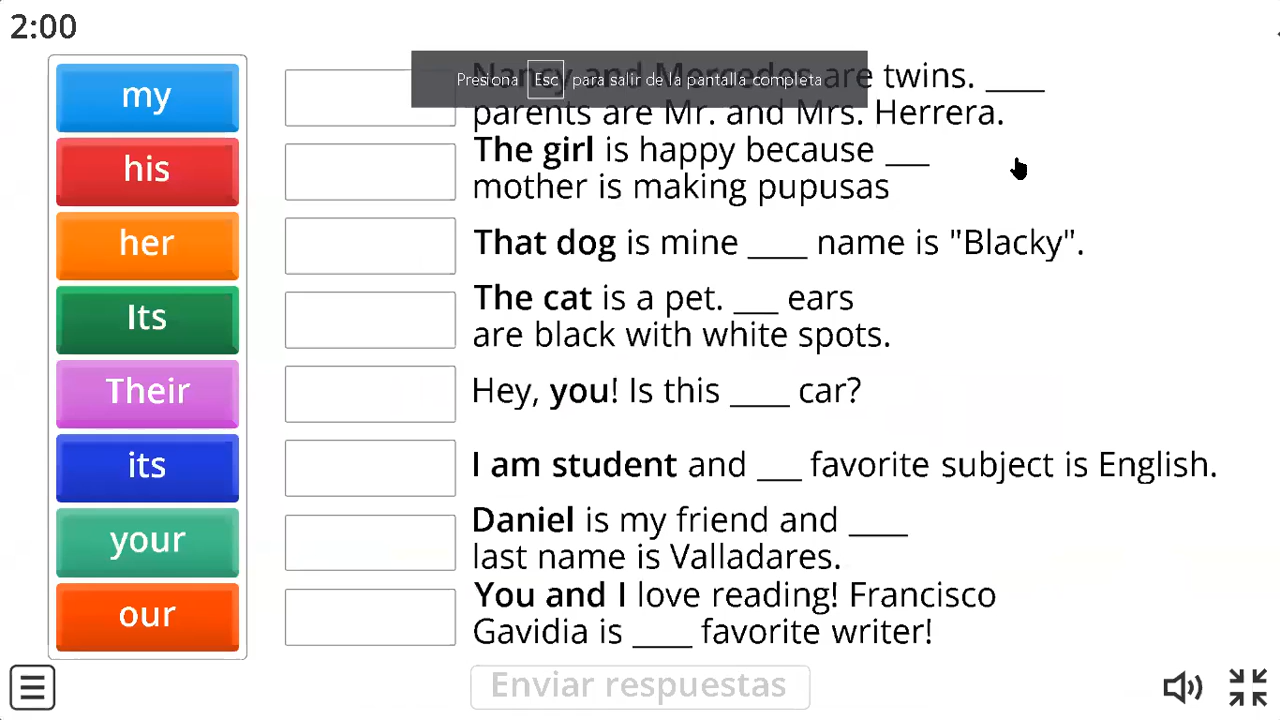 2:00
Presiona Esc para salir de la pantalla completa
my
his
her
Its
Their
its
your
our
Nancy and Mercedes are twins. ____
parents are Mr. and Mrs. Herrera.
The girl is happy because ___
mother is making pupusas
That dog is mine ____ name is "Blacky".
The cat is a pet. ___ ears
are black with white spots.
Hey, you! Is this ____ car?
I am student and ___ favorite subject is English.
Daniel is my friend and ____
last name is Valladares.
You and I love reading! Francisco
Gavidia is ____ favorite writer!
Enviar respuestas